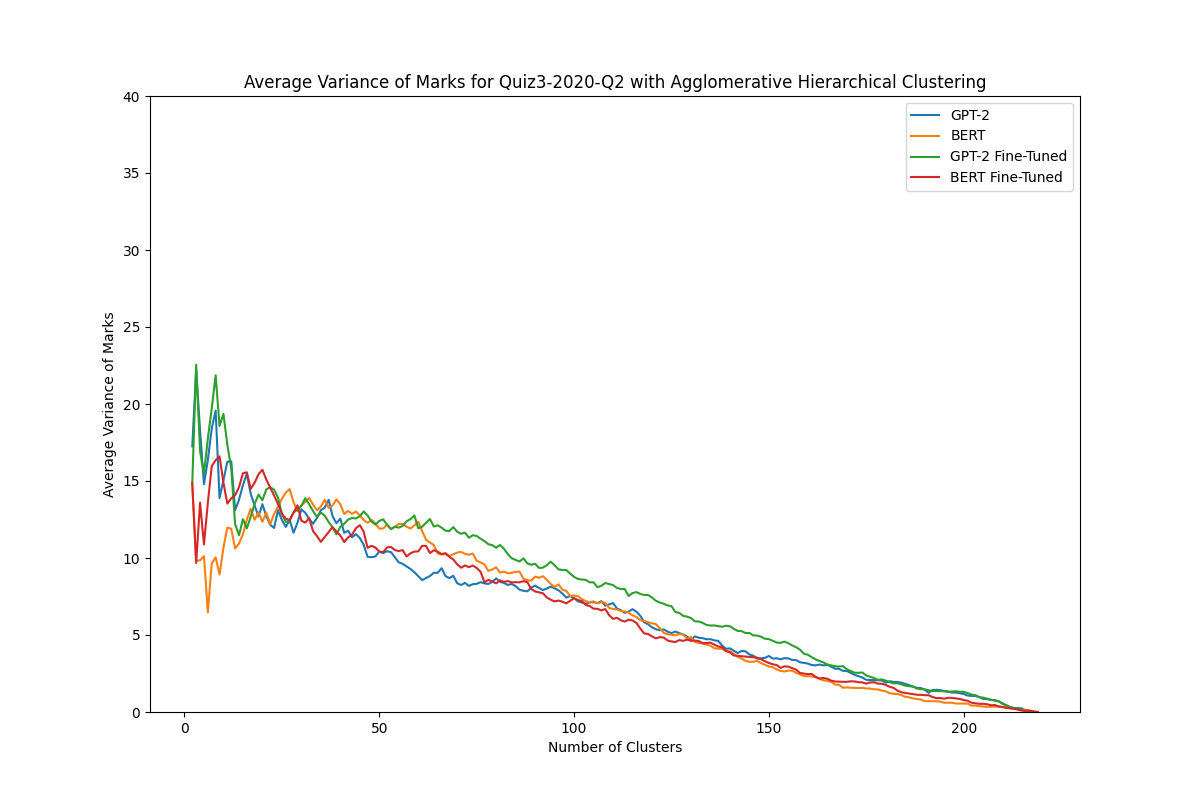 Average Variance of Marks for Quiz3-2020-Q2 with Agglomerative Hierarchical Clustering
40
35
30
25
20
15
10
5
0
Average Variance of Marks
GPT-2
BERT
GPT-2 Fine-Tuned
BERT Fine-Tuned
0 50 100 150 200
Number of Clusters